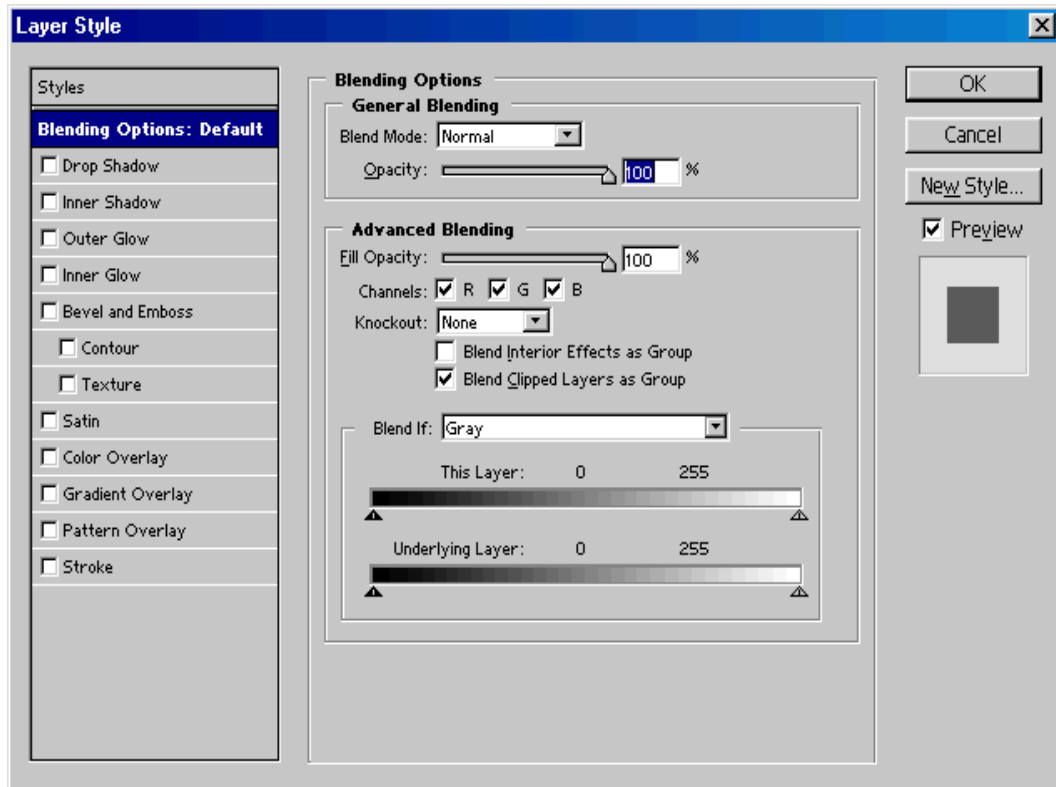 Layer Style
Styles
Blending Options: Default
Drop Shadow
Inner Shadow
Outer Glow
Inner Glow
Bevel and Emboss
Contour
Texture
Satin
Color Overlay
Gradient Overlay
Pattern Overlay
Stroke
Blending Options
General Blending
Blend Mode: Normal
Opacity: 100 %
Advanced Blending
Fill Opacity: 100 %
Channels: R G B
Knockout: None
Blend Interior Effects as Group
Blend Clipped Layers as Group
Blend If: Gray
This Layer: 0 255
Underlying Layer: 0 255
OK
Cancel
New Style...
Preview